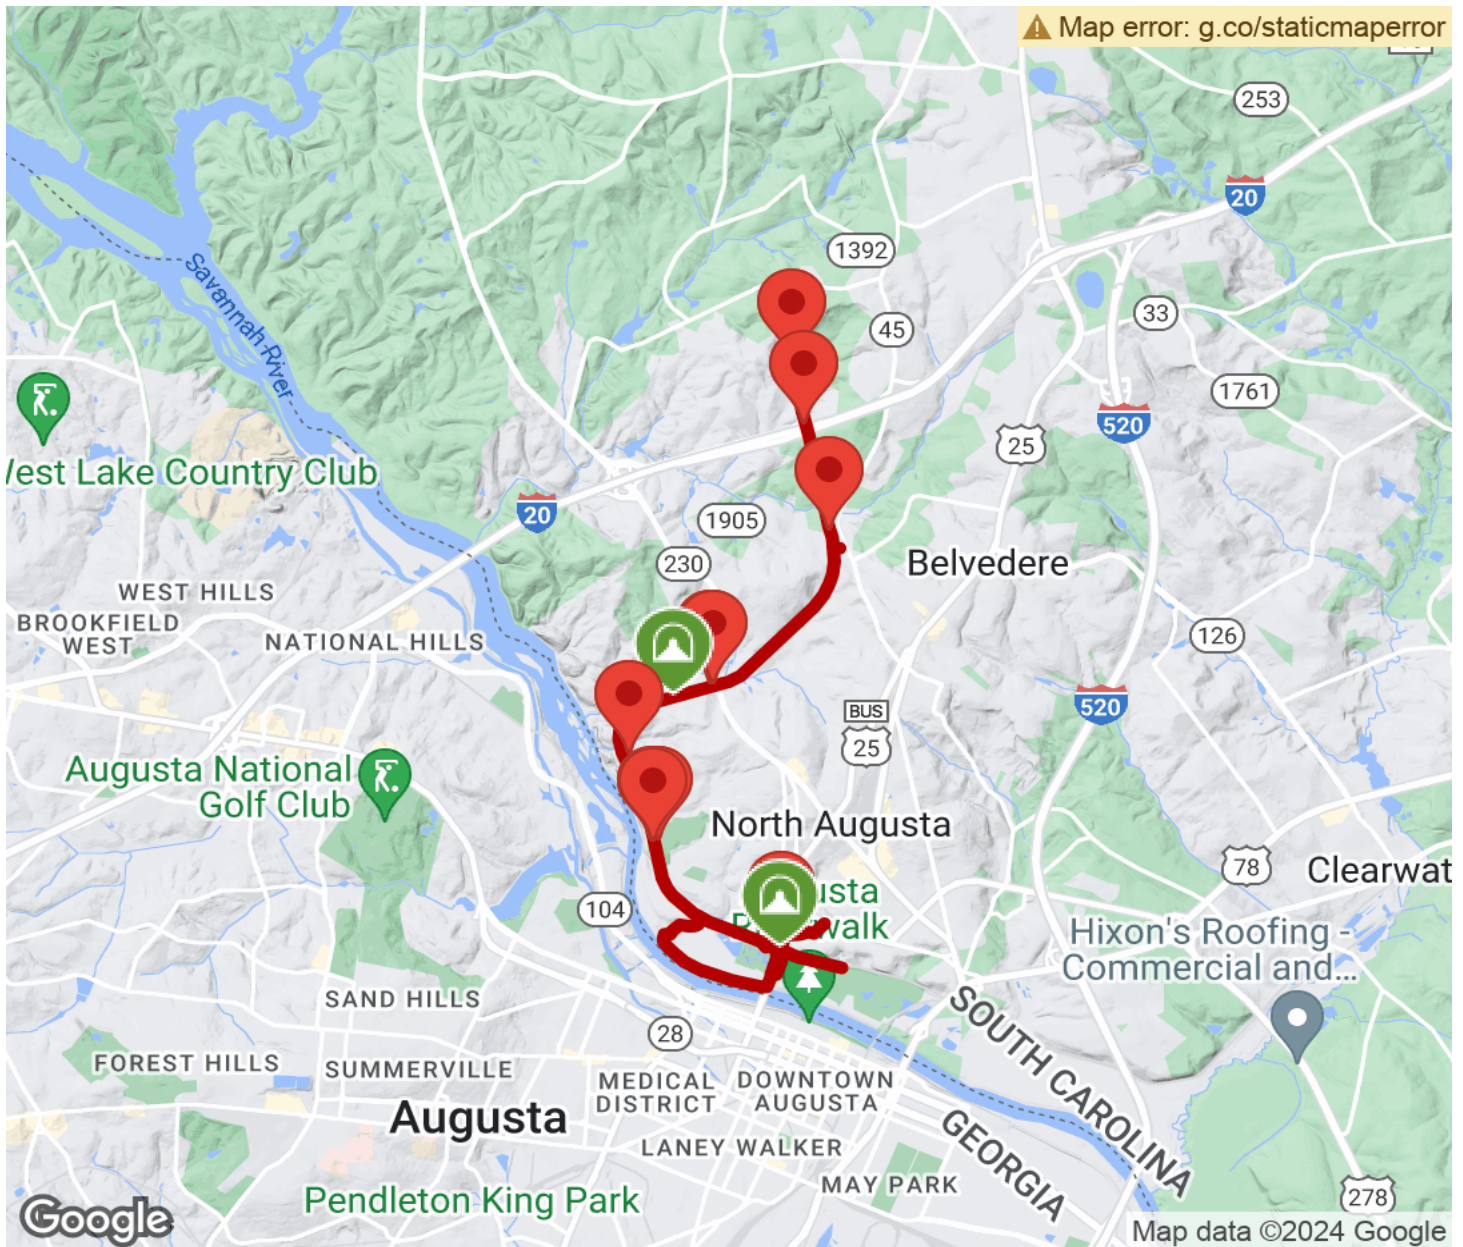 Map error: g.co/staticmaperror
253
20
1392
Savannah River
33
45
1761
520
25
West Lake Country Club
20
1905
230
Belvedere
WEST HILLS
BROOKFIELD
WEST
NATIONAL HILLS
126
520
BUS
25
Augusta National
Golf Club
North Augusta
78
Clearwat
usta
walk
104
Hixon's Roofing -
Commercial and...
SAND HILLS
SOUTH CAROLINA
28
FOREST HILLS
SUMMERVILLE
MEDICAL
DISTRICT
DOWNTOWN
AUGUSTA
Augusta
LANEY WALKER
GEORGIA
MAY PARK
Pendleton King Park
278
Google
Map data ©2024 Google